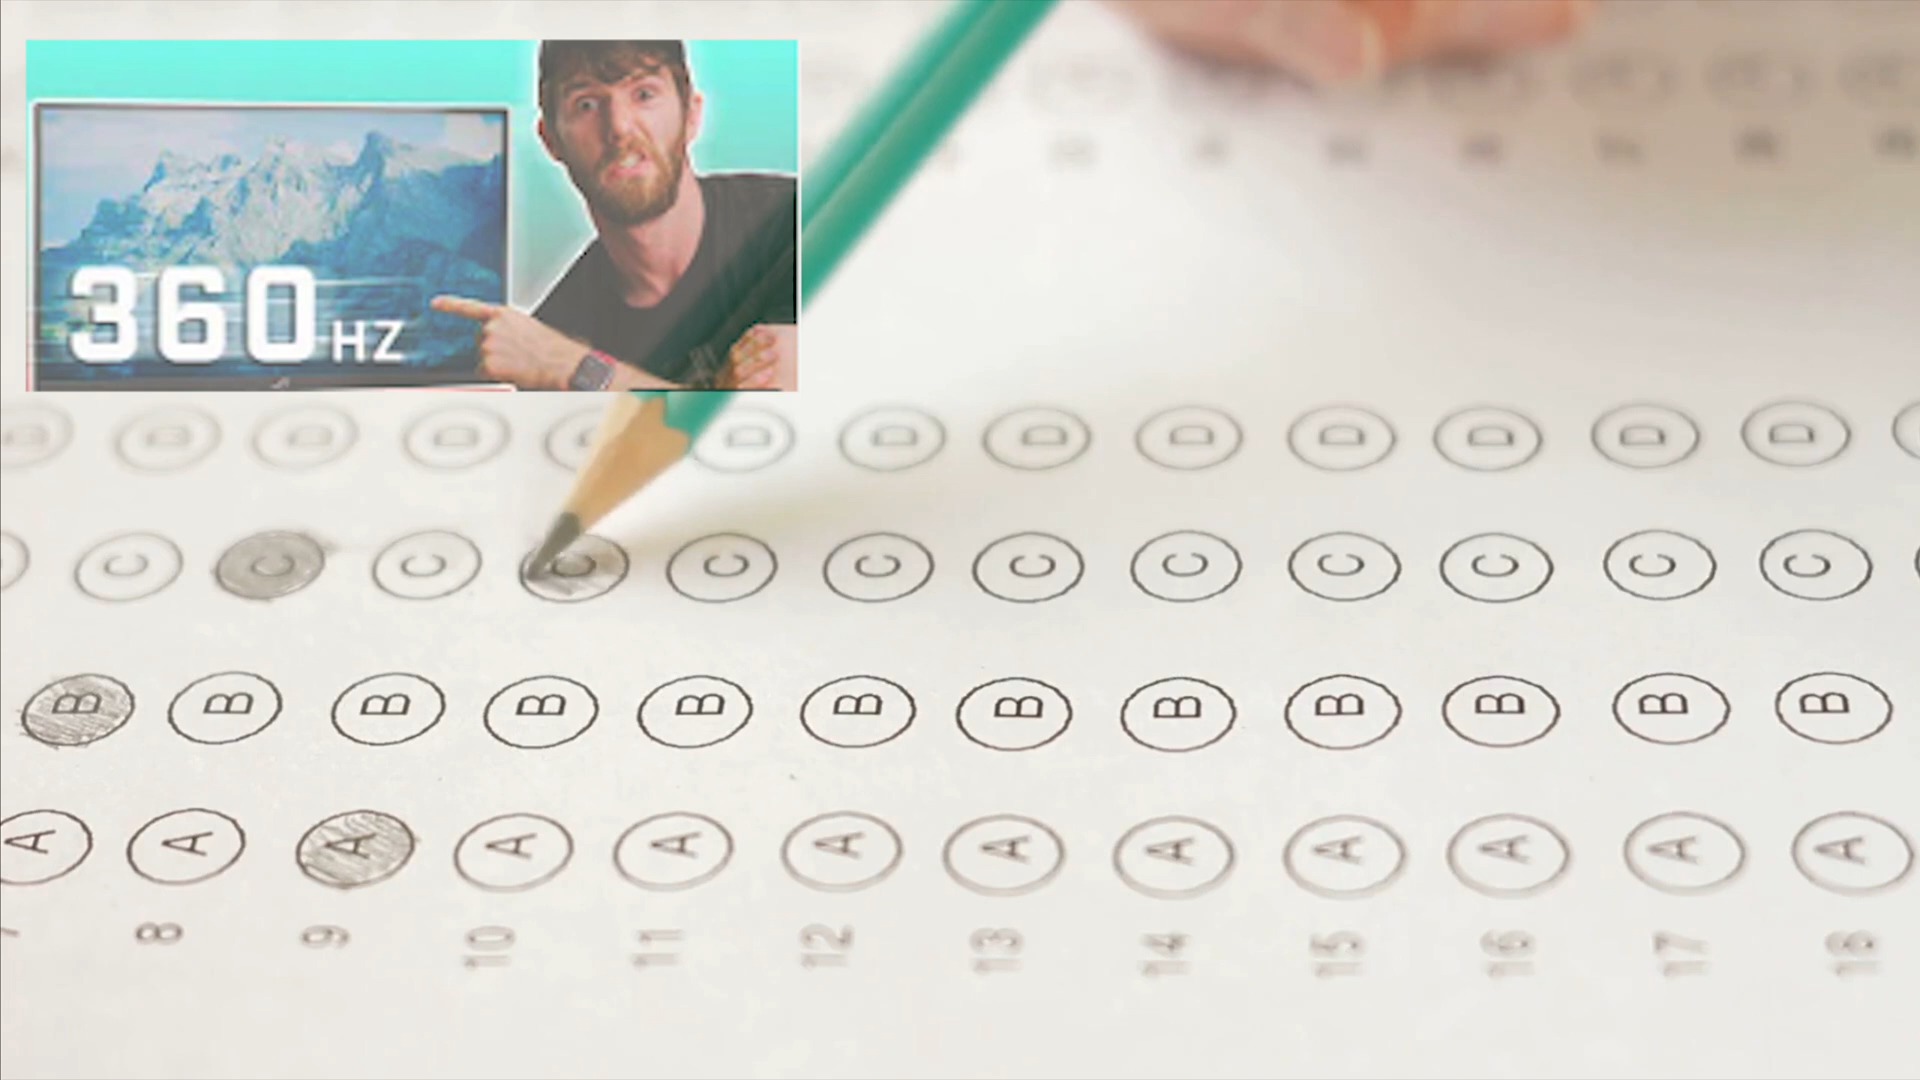 360 HZ
D D D D D D D D D D D D
C C C C C C C C C C C C
B B B B B B B B B B B B
A A A A A A A A A A A A
8 9 10 11 12 13 14 15 16 17 18